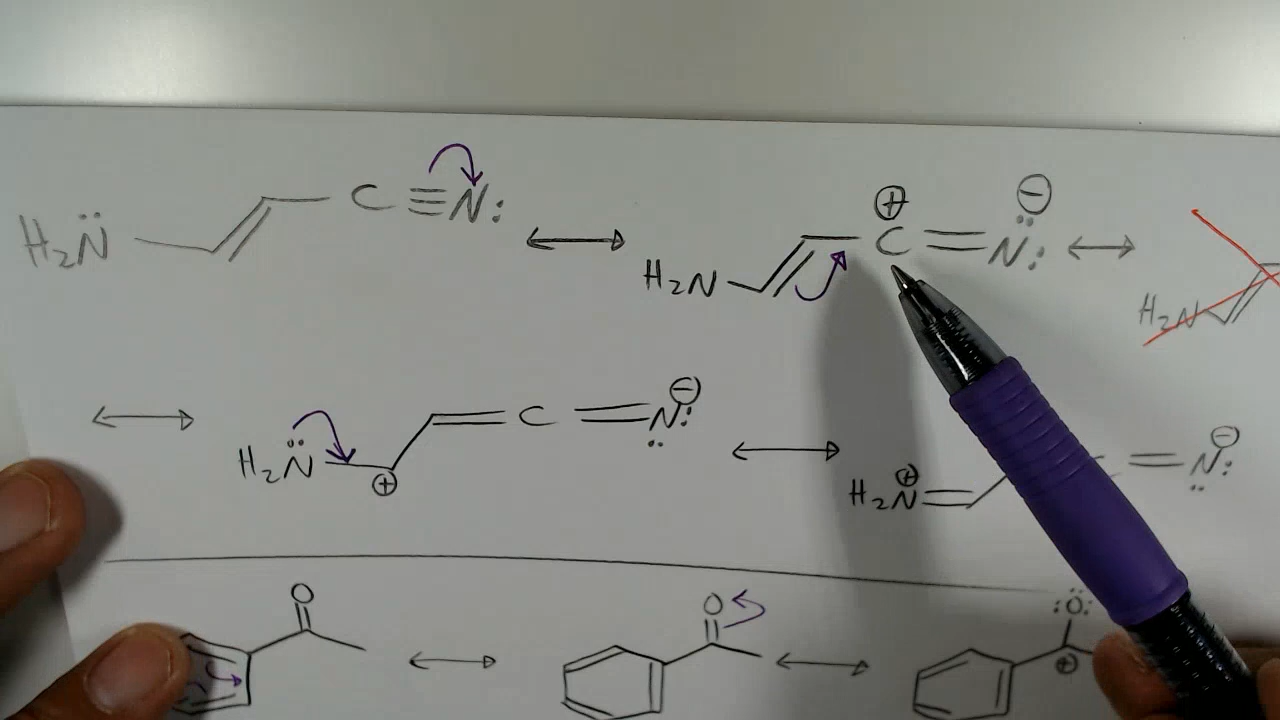 H₂N̈ C≡N:
H₂N ⊕ C=N̈: ⊖
H₂N
H₂N̈ ⊕ C=N̤: ⊖
H₂N ⊕ =N̤: ⊖
O
O
:Ö: ⊕